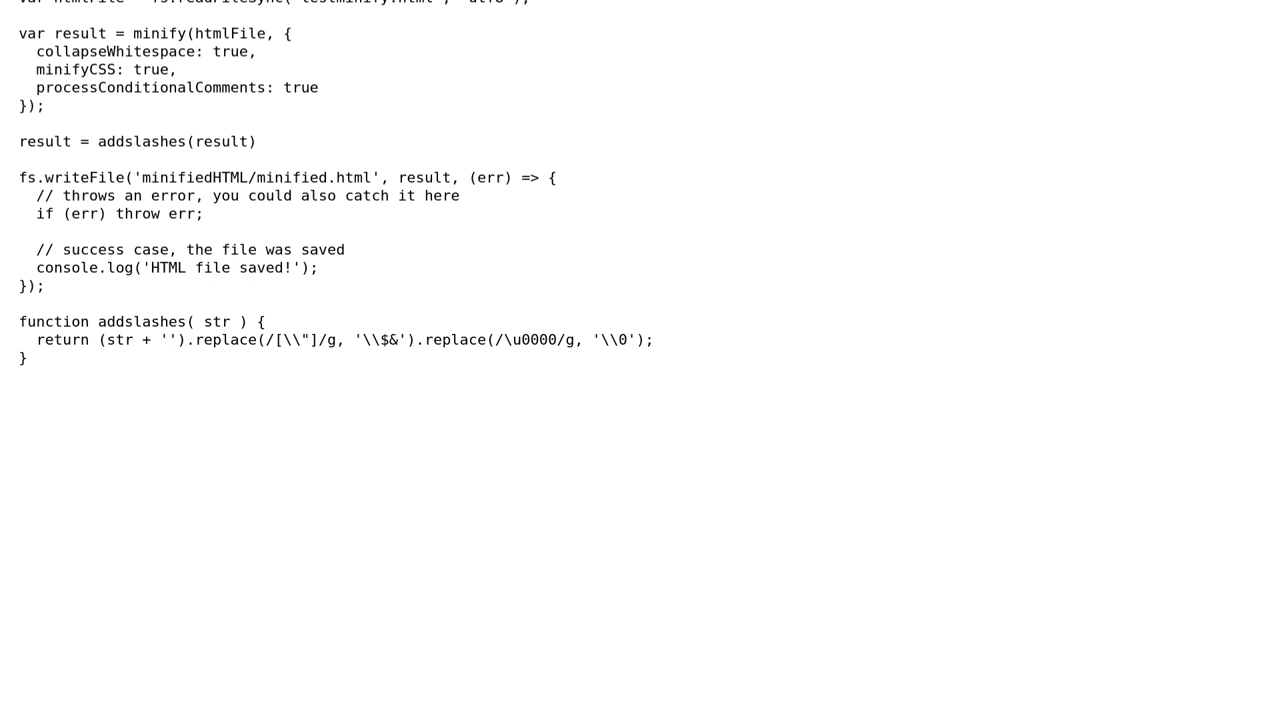 var result = minify(htmlFile, {
  collapseWhitespace: true,
  minifyCSS: true,
  processConditionalComments: true
});

result = addslashes(result)

fs.writeFile('minifiedHTML/minified.html', result, (err) => {
  // throws an error, you could also catch it here
  if (err) throw err;

  // success case, the file was saved
  console.log('HTML file saved!');
});

function addslashes( str ) {
  return (str + '').replace(/[\\"]/g, '\\$&').replace(/\u0000/g, '\\0');
}